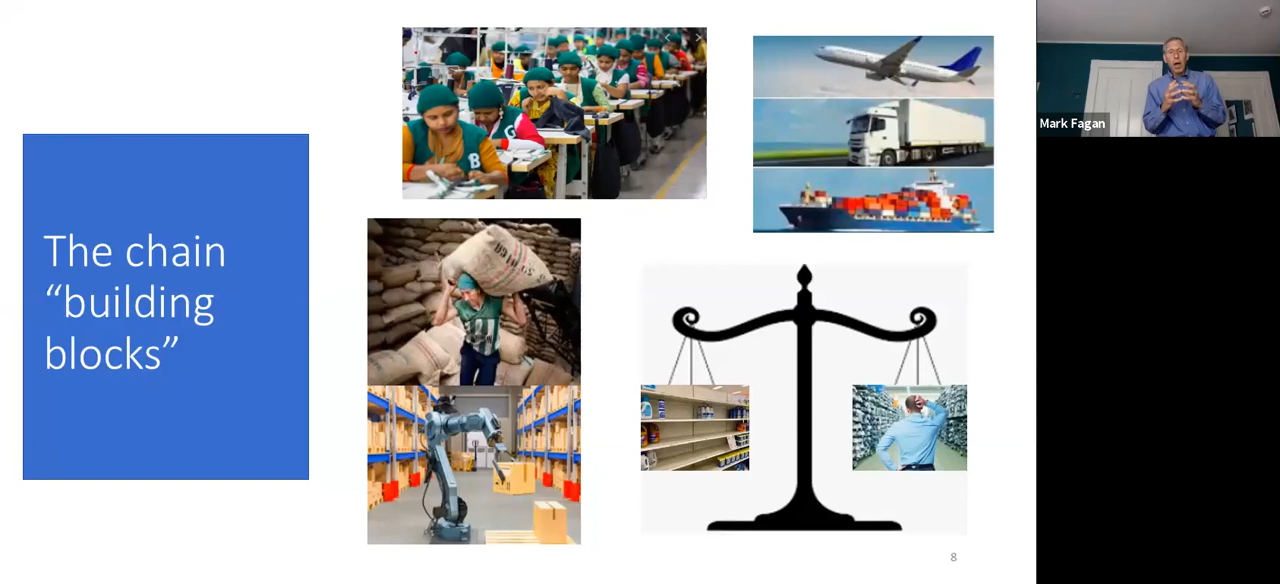 The chain
“building
blocks”
G
B
8
Mark Fagan